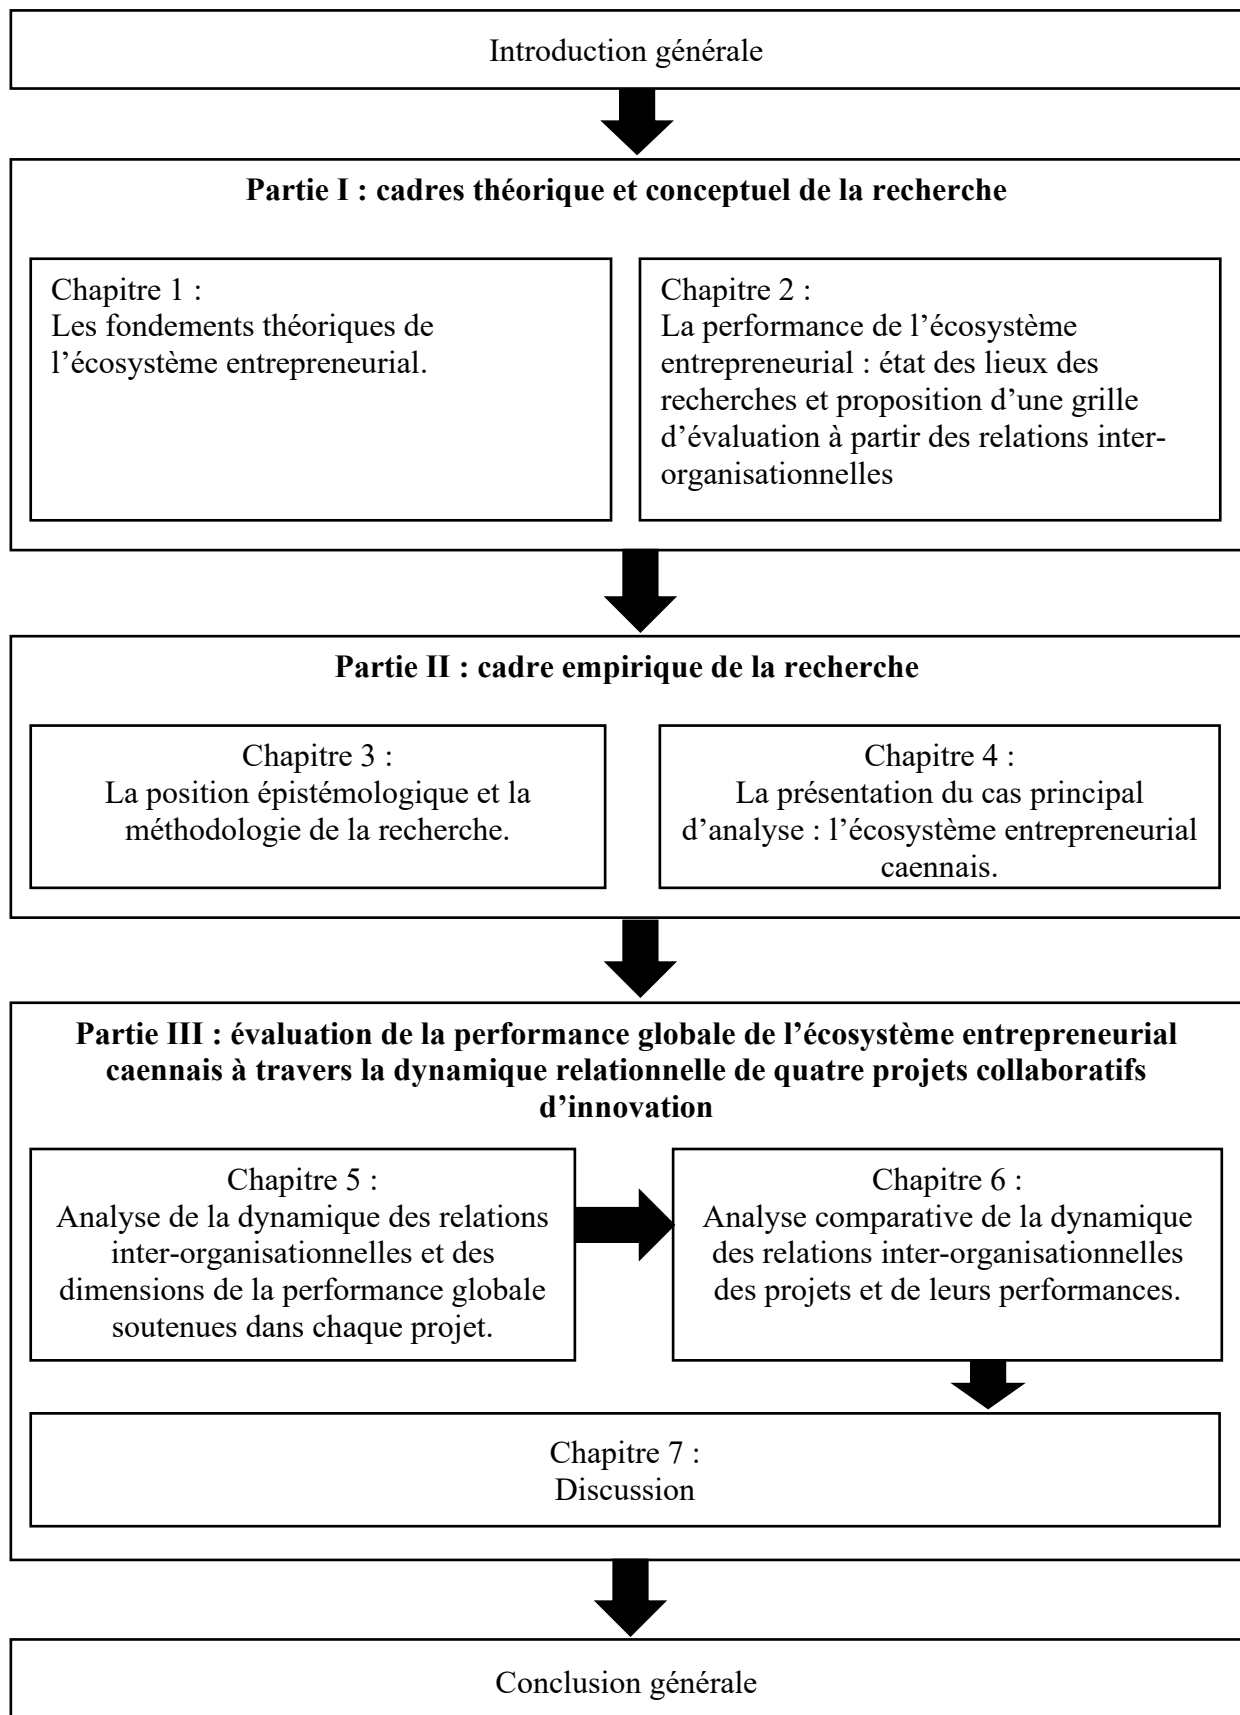 Introduction générale
Partie I : cadres théorique et conceptuel de la recherche
Chapitre 1 :
Les fondements théoriques de
l’écosystème entrepreneurial.
Chapitre 2 :
La performance de l’écosystème
entrepreneurial : état des lieux des
recherches et proposition d’une grille
d’évaluation à partir des relations inter-
organisationnelles
Partie II : cadre empirique de la recherche
Chapitre 3 :
La position épistémologique et la
méthodologie de la recherche.
Chapitre 4 :
La présentation du cas principal
d’analyse : l’écosystème entrepreneurial
caennais.
Partie III : évaluation de la performance globale de l’écosystème entrepreneurial
caennais à travers la dynamique relationnelle de quatre projets collaboratifs
d’innovation
Chapitre 5 :
Analyse de la dynamique des relations
inter-organisationnelles et des
dimensions de la performance globale
soutenues dans chaque projet.
Chapitre 6 :
Analyse comparative de la dynamique
des relations inter-organisationnelles
des projets et de leurs performances.
Chapitre 7 :
Discussion
Conclusion générale